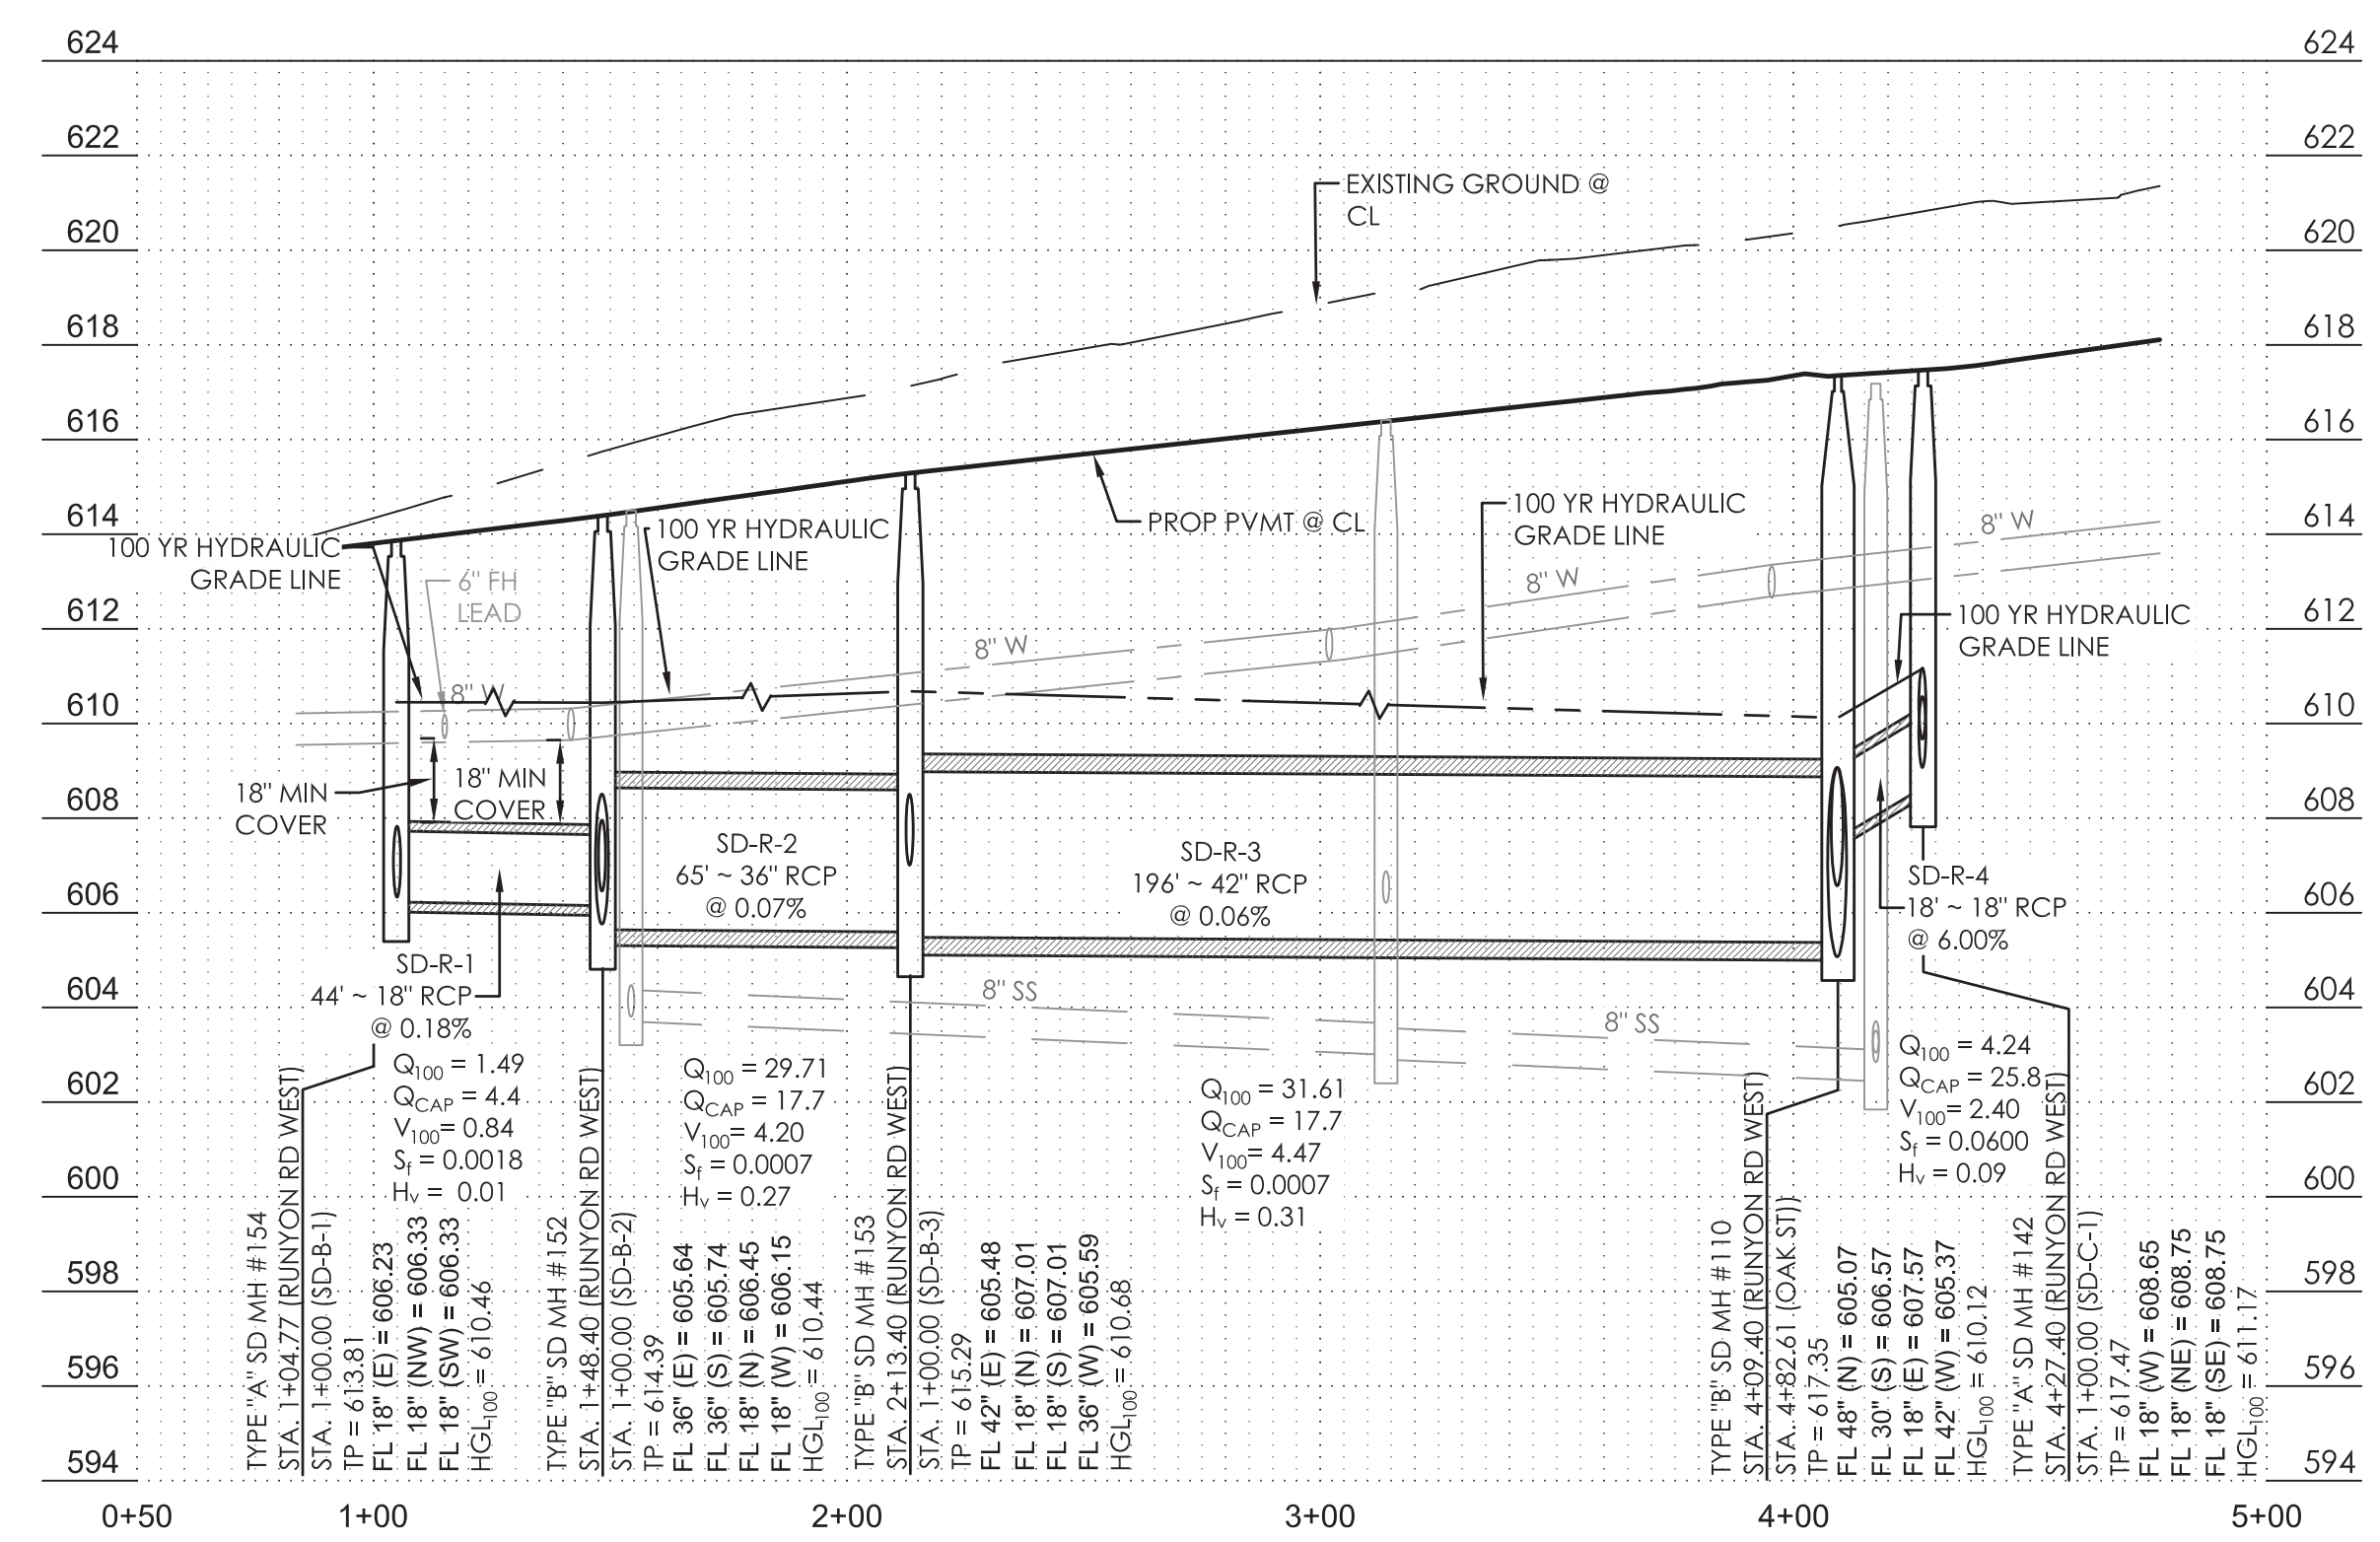 624
624
622
622
620
620
618
618
616
616
614
614
612
612
610
610
608
608
606
606
604
604
602
602
600
600
598
598
596
596
594
594
EXISTING GROUND @
CL
100 YR HYDRAULIC
GRADE LINE
6" FH
LEAD
100 YR HYDRAULIC
GRADE LINE
PROP PVMT @ CL
100 YR HYDRAULIC
GRADE LINE
8" W
8" W
8" W
8" W
100 YR HYDRAULIC
GRADE LINE
18" MIN
COVER
18" MIN
COVER
SD-R-1
44' ~ 18" RCP
@ 0.18%
SD-R-2
65' ~ 36" RCP
@ 0.07%
SD-R-3
196' ~ 42" RCP
@ 0.06%
SD-R-4
18' ~ 18" RCP
@ 6.00%
8" SS
8" SS
Q100 = 1.49
QCAP = 4.4
V100= 0.84
Sf = 0.0018
Hv = 0.01
Q100 = 29.71
QCAP = 17.7
V100= 4.20
Sf = 0.0007
Hv = 0.27
Q100 = 31.61
QCAP = 17.7
V100= 4.47
Sf = 0.0007
Hv = 0.31
Q100 = 4.24
QCAP = 25.8
V100= 2.40
Sf = 0.0600
Hv = 0.09
TYPE "A" SD MH #154
STA. 1+04.77 (RUNYON RD WEST)
STA. 1+00.00 (SD-B-1)
TP = 613.81
FL 18" (E) = 606.23
FL 18" (NW) = 606.33
FL 18" (SW) = 606.33
HGL100 = 610.46
TYPE "B" SD MH #152
STA. 1+48.40 (RUNYON RD WEST)
STA. 1+00.00 (SD-B-2)
TP = 614.39
FL 36" (E) = 605.64
FL 36" (S) = 605.74
FL 18" (N) = 606.45
FL 18" (W) = 606.15
HGL100 = 610.44
TYPE "B" SD MH #153
STA. 2+13.40 (RUNYON RD WEST)
STA. 1+00.00 (SD-B-3)
TP = 615.29
FL 42" (E) = 605.48
FL 18" (N) = 607.01
FL 18" (S) = 607.01
FL 36" (W) = 605.59
HGL100 = 610.68
TYPE "B" SD MH #110
STA. 4+09.40 (RUNYON RD WEST)
STA. 4+82.61 (OAK ST))
TP = 617.35
FL 48" (N) = 605.07
FL 30" (S) = 606.57
FL 18" (E) = 607.57
FL 42" (W) = 605.37
HGL100 = 610.12
TYPE "A" SD MH #142
STA. 4+27.40 (RUNYON RD WEST)
STA. 1+00.00 (SD-C-1)
TP = 617.47
FL 18" (W) = 608.65
FL 18" (NE) = 608.75
FL 18" (SE) = 608.75
HGL100 = 611.17
0+50
1+00
2+00
3+00
4+00
5+00